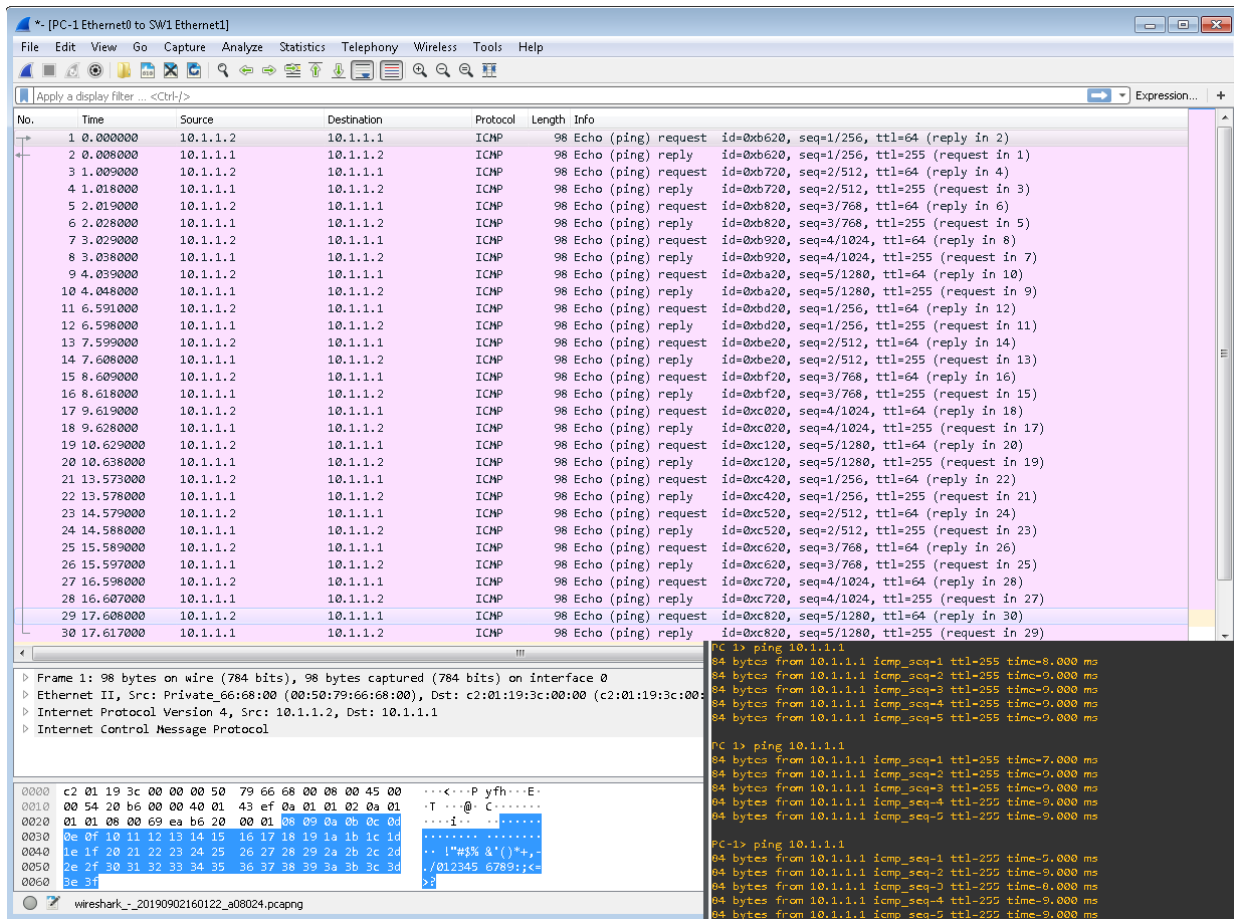 *- [PC-1 Ethernet0 to SW1 Ethernet1]
File Edit View Go Capture Analyze Statistics Telephony Wireless Tools Help
Apply a display filter ... <Ctrl-/> Expression... +
No. Time Source Destination Protocol Length Info
1 0.000000 10.1.1.2 10.1.1.1 ICMP 98 Echo (ping) request id=0xb620, seq=1/256, ttl=64 (reply in 2)
2 0.008000 10.1.1.1 10.1.1.2 ICMP 98 Echo (ping) reply id=0xb620, seq=1/256, ttl=255 (request in 1)
3 1.009000 10.1.1.2 10.1.1.1 ICMP 98 Echo (ping) request id=0xb720, seq=2/512, ttl=64 (reply in 4)
4 1.018000 10.1.1.1 10.1.1.2 ICMP 98 Echo (ping) reply id=0xb720, seq=2/512, ttl=255 (request in 3)
5 2.019000 10.1.1.2 10.1.1.1 ICMP 98 Echo (ping) request id=0xb820, seq=3/768, ttl=64 (reply in 6)
6 2.028000 10.1.1.1 10.1.1.2 ICMP 98 Echo (ping) reply id=0xb820, seq=3/768, ttl=255 (request in 5)
7 3.029000 10.1.1.2 10.1.1.1 ICMP 98 Echo (ping) request id=0xb920, seq=4/1024, ttl=64 (reply in 8)
8 3.038000 10.1.1.1 10.1.1.2 ICMP 98 Echo (ping) reply id=0xb920, seq=4/1024, ttl=255 (request in 7)
9 4.039000 10.1.1.2 10.1.1.1 ICMP 98 Echo (ping) request id=0xba20, seq=5/1280, ttl=64 (reply in 10)
10 4.048000 10.1.1.1 10.1.1.2 ICMP 98 Echo (ping) reply id=0xba20, seq=5/1280, ttl=255 (request in 9)
11 6.591000 10.1.1.2 10.1.1.1 ICMP 98 Echo (ping) request id=0xbd20, seq=1/256, ttl=64 (reply in 12)
12 6.598000 10.1.1.1 10.1.1.2 ICMP 98 Echo (ping) reply id=0xbd20, seq=1/256, ttl=255 (request in 11)
13 7.599000 10.1.1.2 10.1.1.1 ICMP 98 Echo (ping) request id=0xbe20, seq=2/512, ttl=64 (reply in 14)
14 7.608000 10.1.1.1 10.1.1.2 ICMP 98 Echo (ping) reply id=0xbe20, seq=2/512, ttl=255 (request in 13)
15 8.609000 10.1.1.2 10.1.1.1 ICMP 98 Echo (ping) request id=0xbf20, seq=3/768, ttl=64 (reply in 16)
16 8.618000 10.1.1.1 10.1.1.2 ICMP 98 Echo (ping) reply id=0xbf20, seq=3/768, ttl=255 (request in 15)
17 9.619000 10.1.1.2 10.1.1.1 ICMP 98 Echo (ping) request id=0xc020, seq=4/1024, ttl=64 (reply in 18)
18 9.628000 10.1.1.1 10.1.1.2 ICMP 98 Echo (ping) reply id=0xc020, seq=4/1024, ttl=255 (request in 17)
19 10.629000 10.1.1.2 10.1.1.1 ICMP 98 Echo (ping) request id=0xc120, seq=5/1280, ttl=64 (reply in 20)
20 10.638000 10.1.1.1 10.1.1.2 ICMP 98 Echo (ping) reply id=0xc120, seq=5/1280, ttl=255 (request in 19)
21 13.573000 10.1.1.2 10.1.1.1 ICMP 98 Echo (ping) request id=0xc420, seq=1/256, ttl=64 (reply in 22)
22 13.578000 10.1.1.1 10.1.1.2 ICMP 98 Echo (ping) reply id=0xc420, seq=1/256, ttl=255 (request in 21)
23 14.579000 10.1.1.2 10.1.1.1 ICMP 98 Echo (ping) request id=0xc520, seq=2/512, ttl=64 (reply in 24)
24 14.588000 10.1.1.1 10.1.1.2 ICMP 98 Echo (ping) reply id=0xc520, seq=2/512, ttl=255 (request in 23)
25 15.589000 10.1.1.2 10.1.1.1 ICMP 98 Echo (ping) request id=0xc620, seq=3/768, ttl=64 (reply in 26)
26 15.597000 10.1.1.1 10.1.1.2 ICMP 98 Echo (ping) reply id=0xc620, seq=3/768, ttl=255 (request in 25)
27 16.598000 10.1.1.2 10.1.1.1 ICMP 98 Echo (ping) request id=0xc720, seq=4/1024, ttl=64 (reply in 28)
28 16.607000 10.1.1.1 10.1.1.2 ICMP 98 Echo (ping) reply id=0xc720, seq=4/1024, ttl=255 (request in 27)
29 17.608000 10.1.1.2 10.1.1.1 ICMP 98 Echo (ping) request id=0xc820, seq=5/1280, ttl=64 (reply in 30)
30 17.617000 10.1.1.1 10.1.1.2 ICMP 98 Echo (ping) reply id=0xc820, seq=5/1280, ttl=255 (request in 29)
Frame 1: 98 bytes on wire (784 bits), 98 bytes captured (784 bits) on interface 0
Ethernet II, Src: Private_66:68:00 (00:50:79:66:68:00), Dst: c2:01:19:3c:00:00 (c2:01:19:3c:00:
Internet Protocol Version 4, Src: 10.1.1.2, Dst: 10.1.1.1
Internet Control Message Protocol
0000 c2 01 19 3c 00 00 00 50 79 66 68 00 08 00 45 00 ···<···P yfh···E·
0010 00 54 20 b6 00 00 40 01 43 ef 0a 01 01 02 0a 01 ·T ···@· C·······
0020 01 01 08 00 69 ea b6 20 00 01 08 09 0a 0b 0c 0d ····i·· ········
0030 0e 0f 10 11 12 13 14 15 16 17 18 19 1a 1b 1c 1d ········ ········
0040 1e 1f 20 21 22 23 24 25 26 27 28 29 2a 2b 2c 2d ·· !"#$% &'()*+,-
0050 2e 2f 30 31 32 33 34 35 36 37 38 39 3a 3b 3c 3d ./012345 6789:;<=
0060 3e 3f >?
wireshark_-_20190902160122_a08024.pcapng
PC 1> ping 10.1.1.1
84 bytes from 10.1.1.1 icmp_seq=1 ttl=255 time=8.000 ms
84 bytes from 10.1.1.1 icmp_seq=2 ttl=255 time=9.000 ms
84 bytes from 10.1.1.1 icmp_seq=3 ttl=255 time=9.000 ms
84 bytes from 10.1.1.1 icmp_seq=4 ttl=255 time=9.000 ms
84 bytes from 10.1.1.1 icmp_seq=5 ttl=255 time=9.000 ms
PC 1> ping 10.1.1.1
84 bytes from 10.1.1.1 icmp_seq=1 ttl=255 time=7.000 ms
84 bytes from 10.1.1.1 icmp_seq=2 ttl=255 time=9.000 ms
84 bytes from 10.1.1.1 icmp_seq=3 ttl=255 time=9.000 ms
84 bytes from 10.1.1.1 icmp_seq=4 ttl=255 time=9.000 ms
84 bytes from 10.1.1.1 icmp_seq=5 ttl=255 time=9.000 ms
PC-1> ping 10.1.1.1
84 bytes from 10.1.1.1 icmp_seq=1 ttl=255 time=5.000 ms
84 bytes from 10.1.1.1 icmp_seq=2 ttl=255 time=9.000 ms
84 bytes from 10.1.1.1 icmp_seq=3 ttl=255 time=8.000 ms
84 bytes from 10.1.1.1 icmp_seq=4 ttl=255 time=9.000 ms
84 bytes from 10.1.1.1 icmp_seq=5 ttl=255 time=9.000 ms